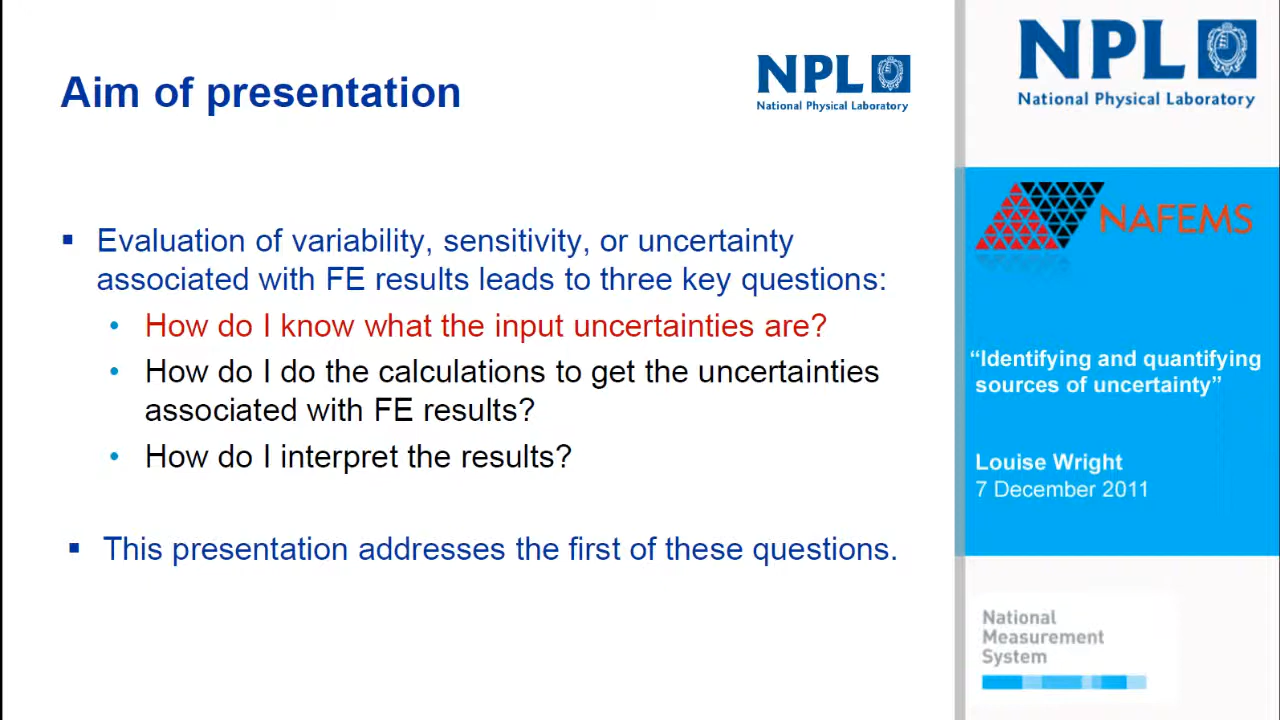 Aim of presentation
NPL
National Physical Laboratory
▪ Evaluation of variability, sensitivity, or uncertainty
associated with FE results leads to three key questions:
• How do I know what the input uncertainties are?
• How do I do the calculations to get the uncertainties
associated with FE results?
• How do I interpret the results?
▪ This presentation addresses the first of these questions.
NPL
National Physical Laboratory
NAFEMS
“Identifying and quantifying
sources of uncertainty”
Louise Wright
7 December 2011
National
Measurement
System